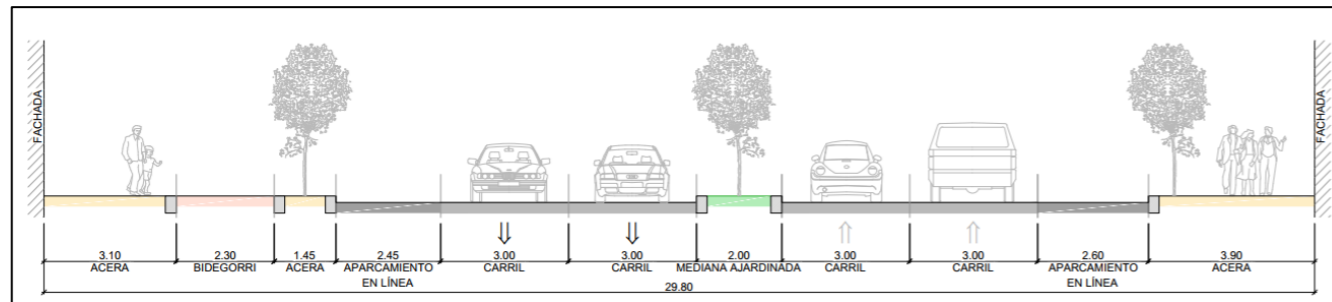 FACHADA
FACHADA
3.10 2.30 1.45 2.45 3.00 3.00 2.00 3.00 3.00 2.60 3.90
ACERA BIDEGORRI ACERA APARCAMIENTO CARRIL CARRIL MEDIANA AJARDINADA CARRIL CARRIL APARCAMIENTO ACERA
EN LÍNEA EN LÍNEA
29.80